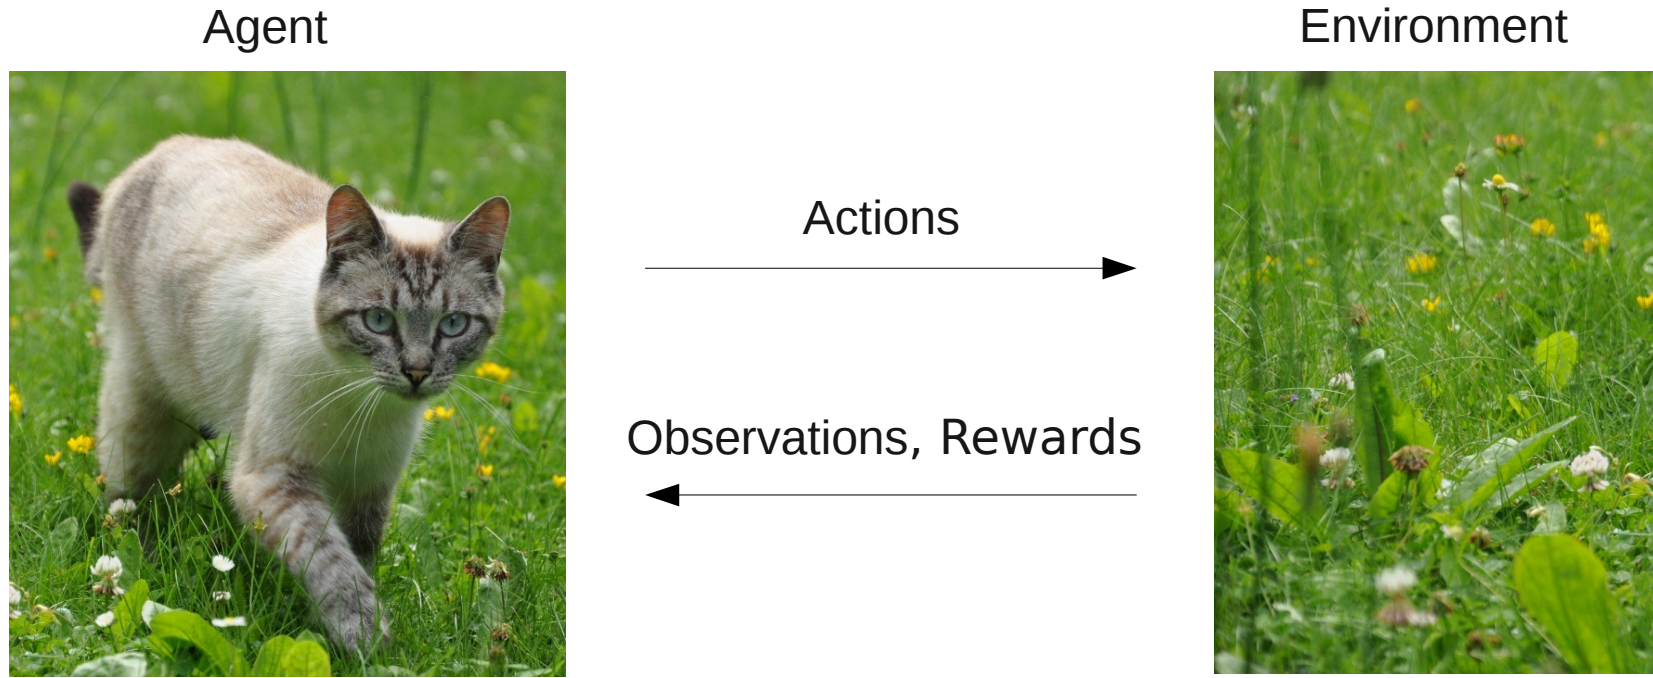 Agent
Environment
Actions
Observations, Rewards